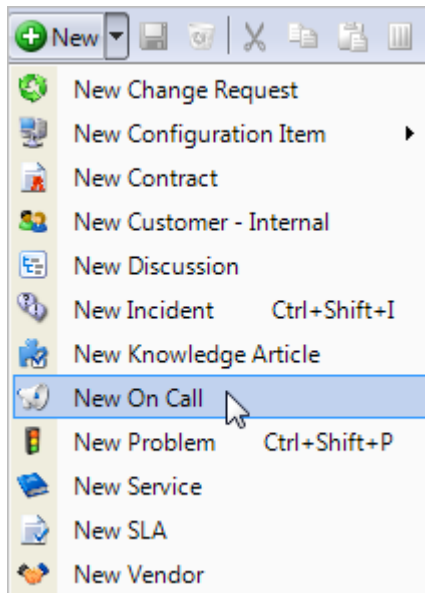 New
New Change Request
New Configuration Item
New Contract
New Customer - Internal
New Discussion
New Incident Ctrl+Shift+I
New Knowledge Article
New On Call
New Problem Ctrl+Shift+P
New Service
New SLA
New Vendor